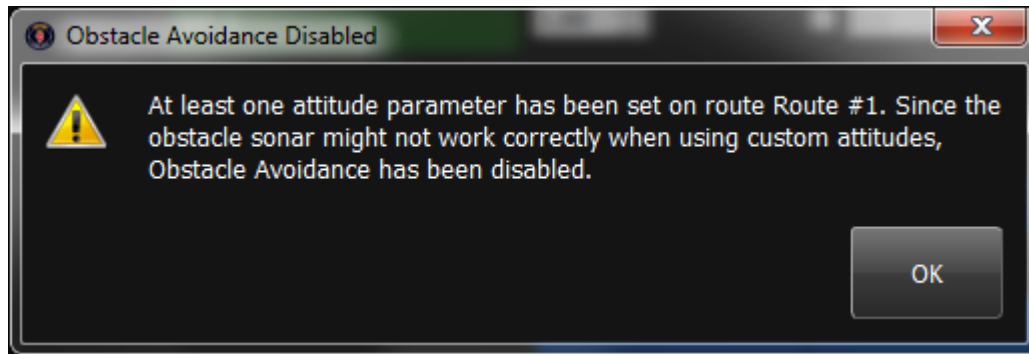 Obstacle Avoidance Disabled
At least one attitude parameter has been set on route Route #1. Since the
obstacle sonar might not work correctly when using custom attitudes,
Obstacle Avoidance has been disabled.
OK